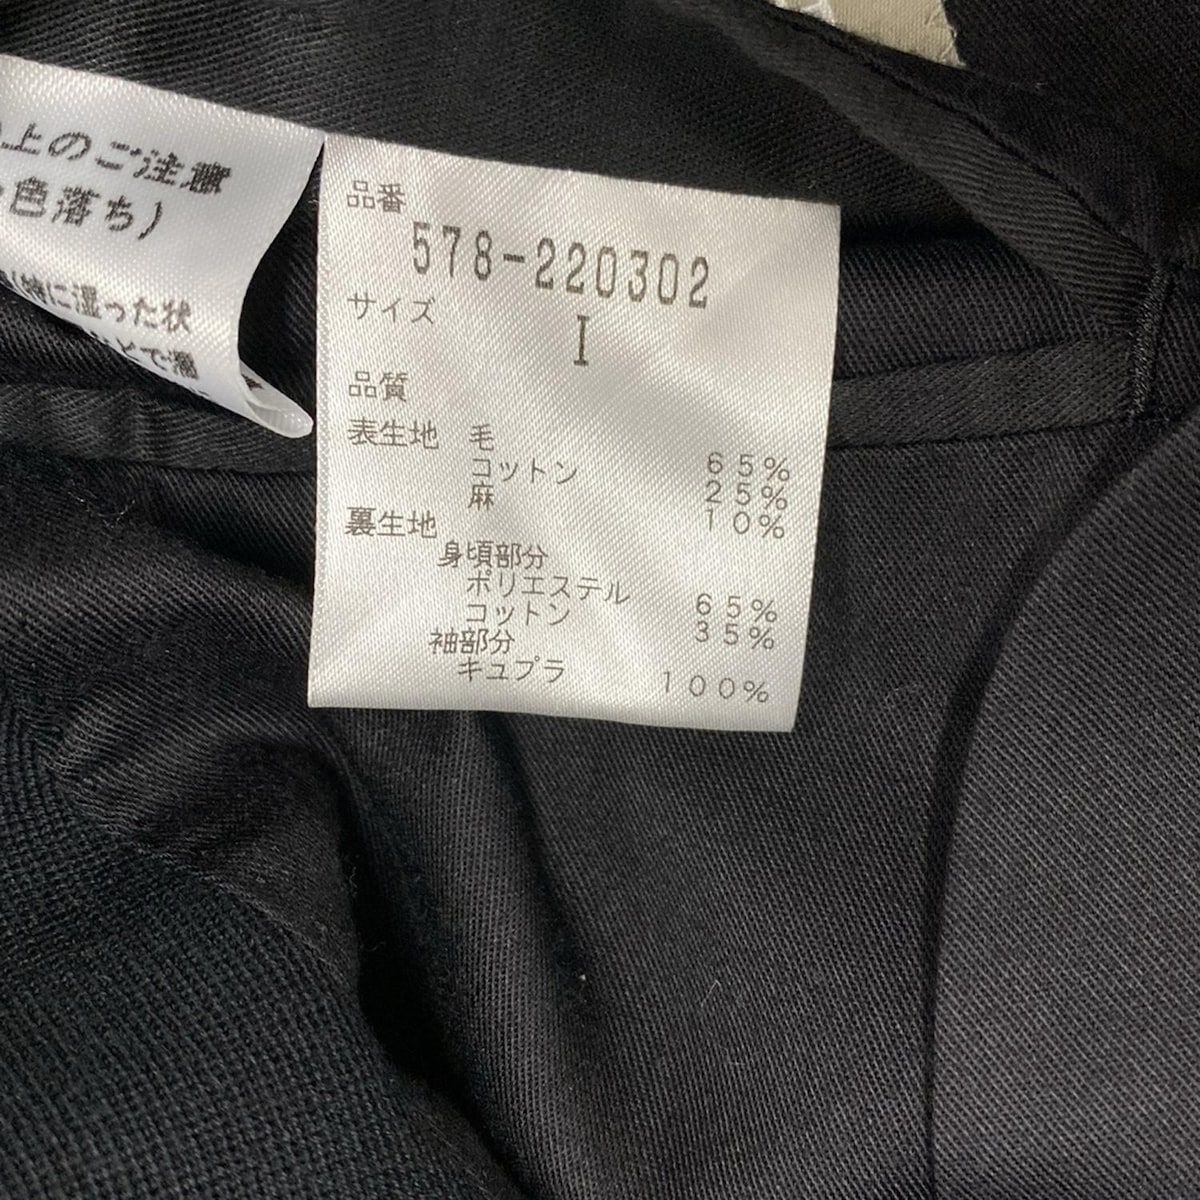 上のご注意
色落ち）
に湿った状
どで濡
品番
578-220302
サイズ
I
品質
表生地 毛 65%
コットン 25%
麻 10%
裏生地
身頃部分
ポリエステル 65%
コットン 35%
袖部分
キュプラ 100%